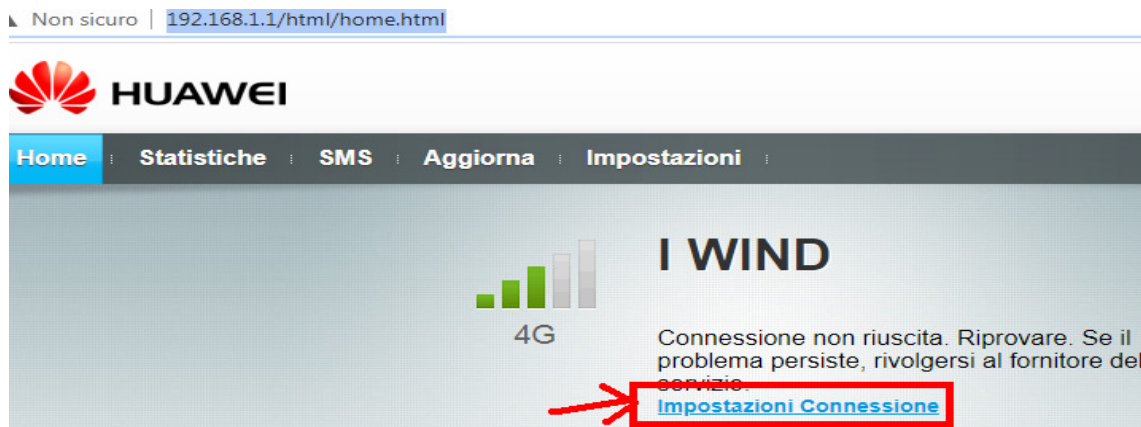 Non sicuro | 192.168.1.1/html/home.html
HUAWEI
Home Statistiche SMS Aggiorna Impostazioni
I WIND
4G
Connessione non riuscita. Riprovare. Se il
problema persiste, rivolgersi al fornitore del
servizio.
Impostazioni Connessione